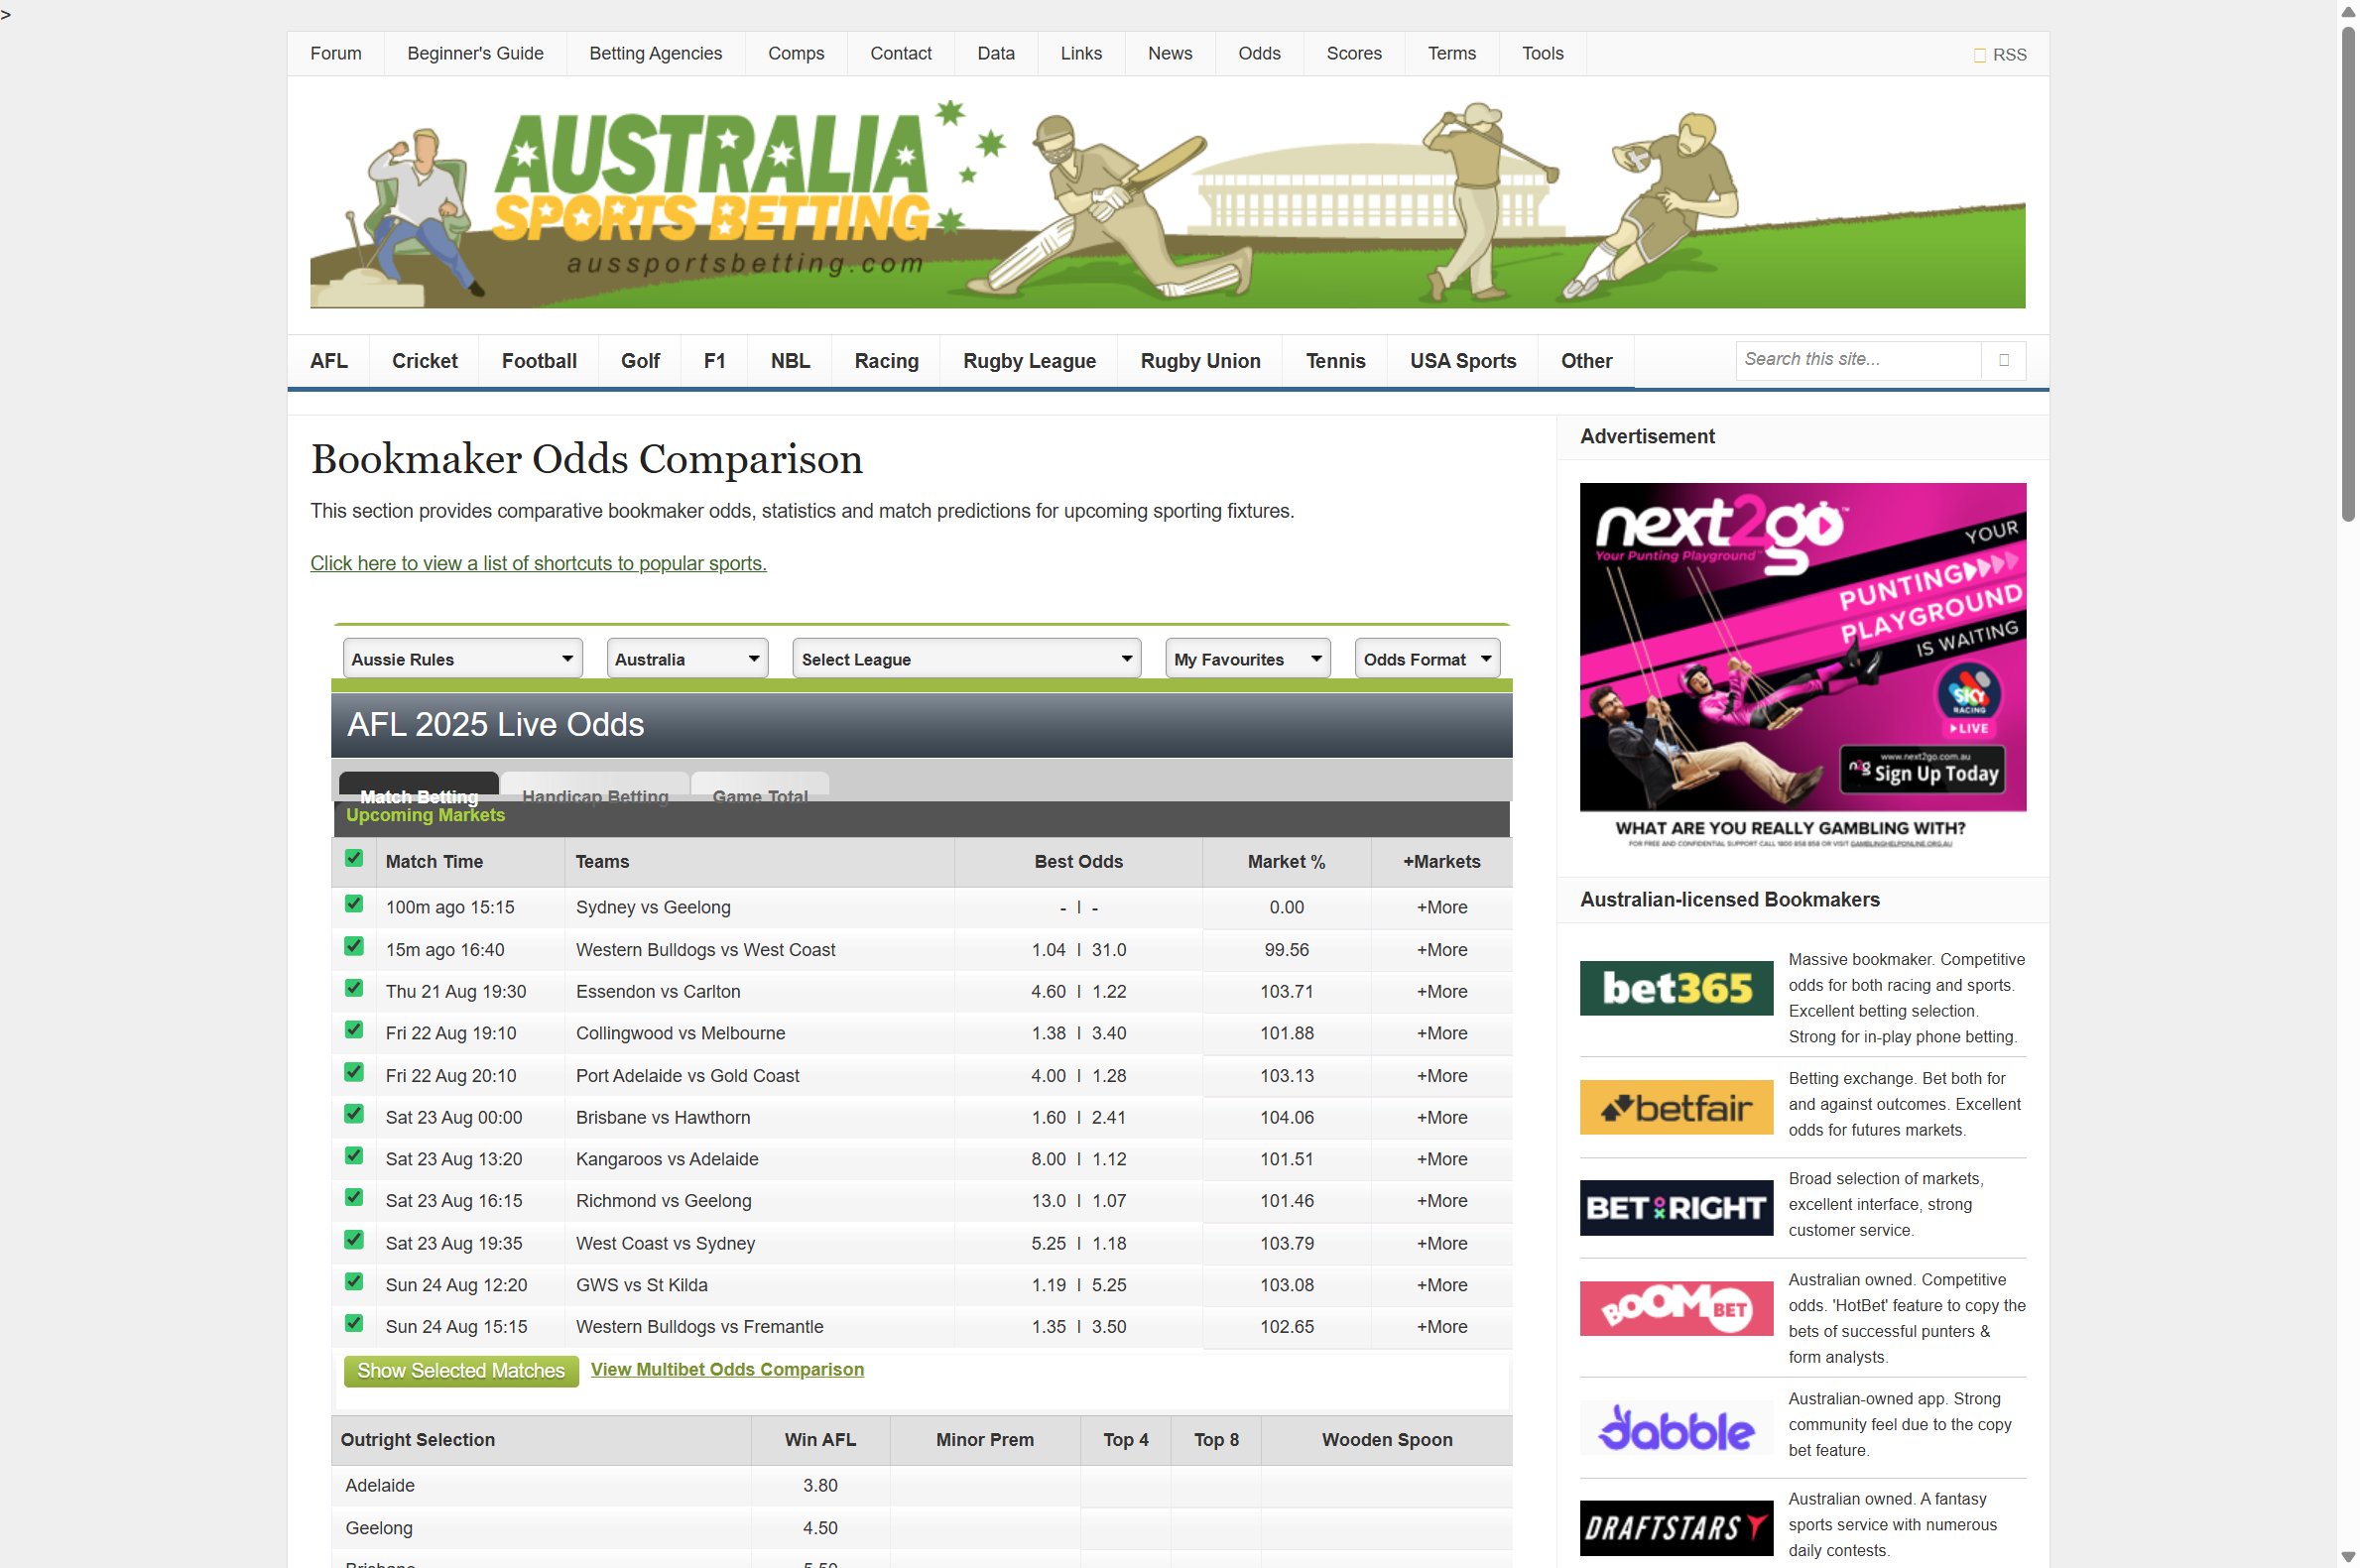 >
Forum Beginner's Guide Betting Agencies Comps Contact Data Links News Odds Scores Terms Tools RSS
AUSTRALIA
SPORTS BETTING
aussportsbetting.com
AFL Cricket Football Golf F1 NBL Racing Rugby League Rugby Union Tennis USA Sports Other Search this site...
Bookmaker Odds Comparison
This section provides comparative bookmaker odds, statistics and match predictions for upcoming sporting fixtures.
Click here to view a list of shortcuts to popular sports.
Aussie Rules Australia Select League My Favourites Odds Format
AFL 2025 Live Odds
Match Betting Handicap Betting Game Total
Upcoming Markets
Match Time Teams Best Odds Market % +Markets
100m ago 15:15 Sydney vs Geelong - | - 0.00 +More
15m ago 16:40 Western Bulldogs vs West Coast 1.04 | 31.0 99.56 +More
Thu 21 Aug 19:30 Essendon vs Carlton 4.60 | 1.22 103.71 +More
Fri 22 Aug 19:10 Collingwood vs Melbourne 1.38 | 3.40 101.88 +More
Fri 22 Aug 20:10 Port Adelaide vs Gold Coast 4.00 | 1.28 103.13 +More
Sat 23 Aug 00:00 Brisbane vs Hawthorn 1.60 | 2.41 104.06 +More
Sat 23 Aug 13:20 Kangaroos vs Adelaide 8.00 | 1.12 101.51 +More
Sat 23 Aug 16:15 Richmond vs Geelong 13.0 | 1.07 101.46 +More
Sat 23 Aug 19:35 West Coast vs Sydney 5.25 | 1.18 103.79 +More
Sun 24 Aug 12:20 GWS vs St Kilda 1.19 | 5.25 103.08 +More
Sun 24 Aug 15:15 Western Bulldogs vs Fremantle 1.35 | 3.50 102.65 +More
Show Selected Matches View Multibet Odds Comparison
Outright Selection Win AFL Minor Prem Top 4 Top 8 Wooden Spoon
Adelaide 3.80
Geelong 4.50
Brisbane 5.50
Advertisement
next2go
Your Punting Playground
YOUR
PUNTING
PLAYGROUND
IS WAITING
SKY
RACING
LIVE
www.next2go.com.au
n2g Sign Up Today
WHAT ARE YOU REALLY GAMBLING WITH?
FOR FREE AND CONFIDENTIAL SUPPORT CALL 1800 858 858 OR VISIT GAMBLINGHELPONLINE.ORG.AU
Australian-licensed Bookmakers
bet365
Massive bookmaker. Competitive
odds for both racing and sports.
Excellent betting selection.
Strong for in-play phone betting.
betfair
Betting exchange. Bet both for
and against outcomes. Excellent
odds for futures markets.
BET RIGHT
Broad selection of markets,
excellent interface, strong
customer service.
BOOMBET
Australian owned. Competitive
odds. 'HotBet' feature to copy the
bets of successful punters &
form analysts.
dabble
Australian-owned app. Strong
community feel due to the copy
bet feature.
DRAFTSTARS
Australian owned. A fantasy
sports service with numerous
daily contests.